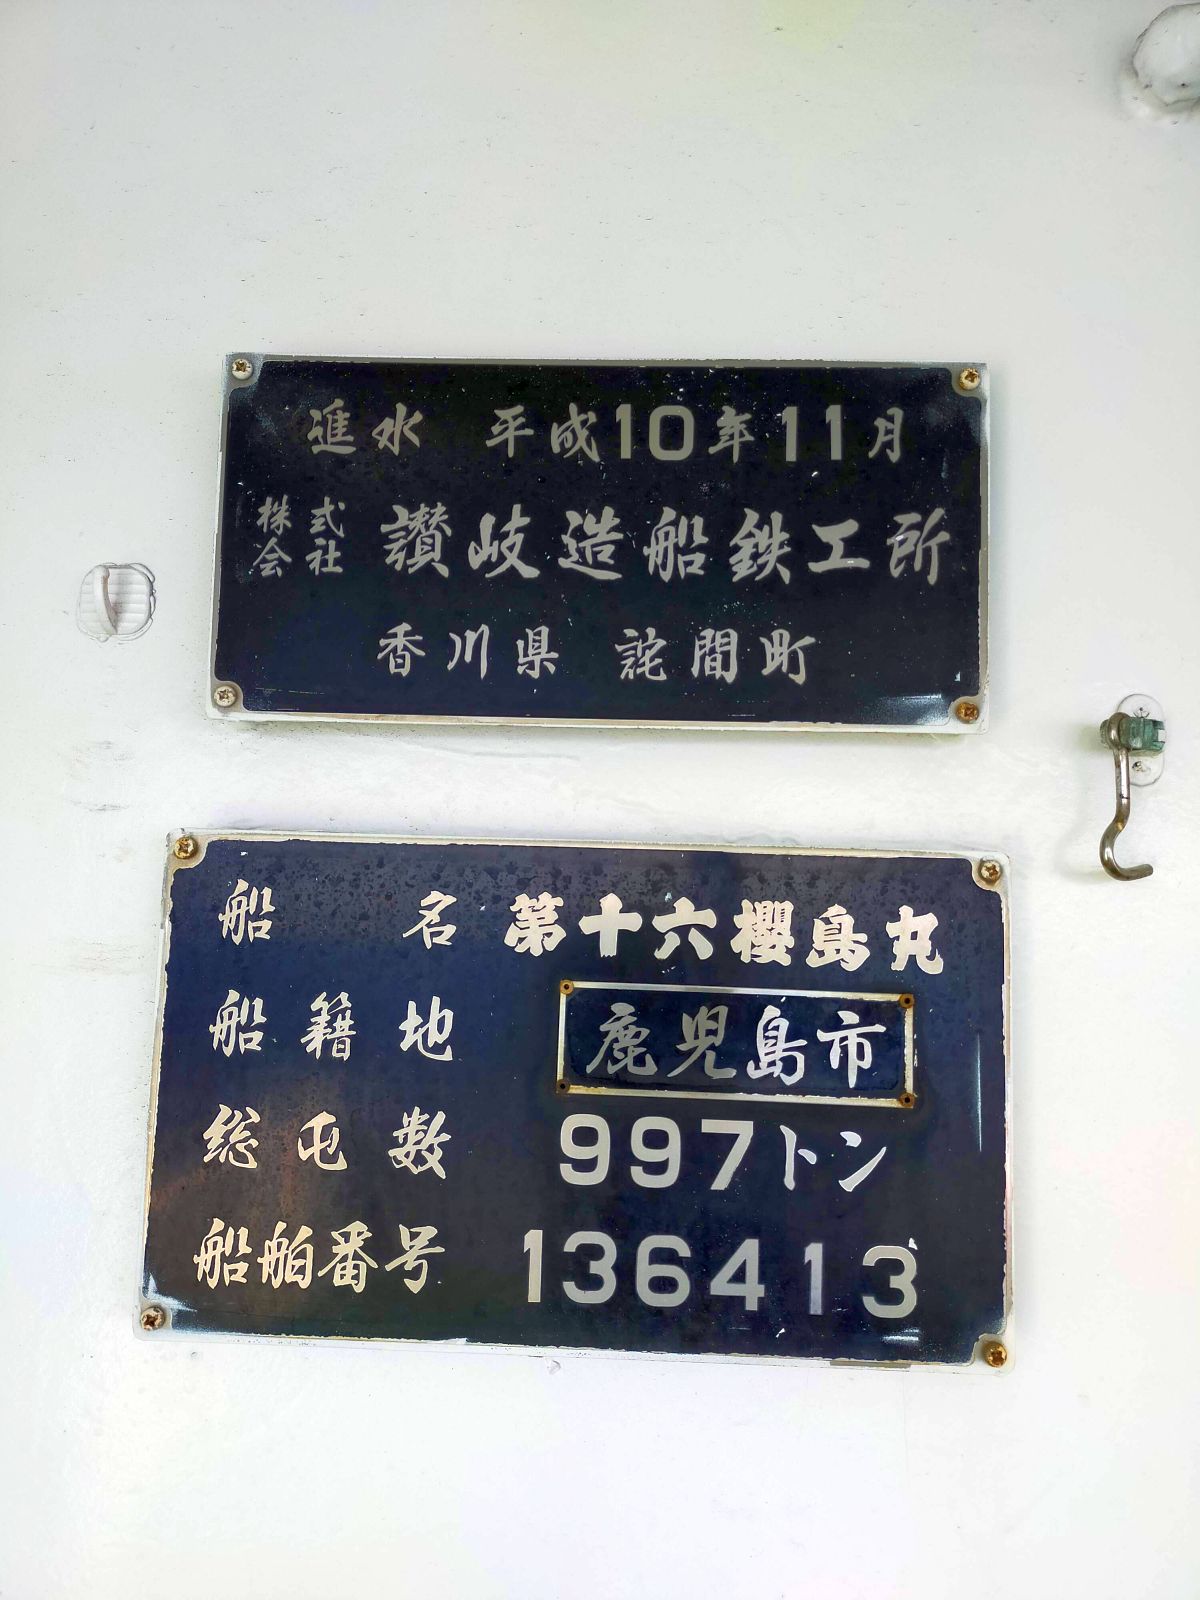 進水 平成10年11月
株式会社 讃岐造船鉄工所
香川県 詫間町
船名 第十六櫻島丸
船籍地 鹿児島市
総屯数 997トン
船舶番号 136413